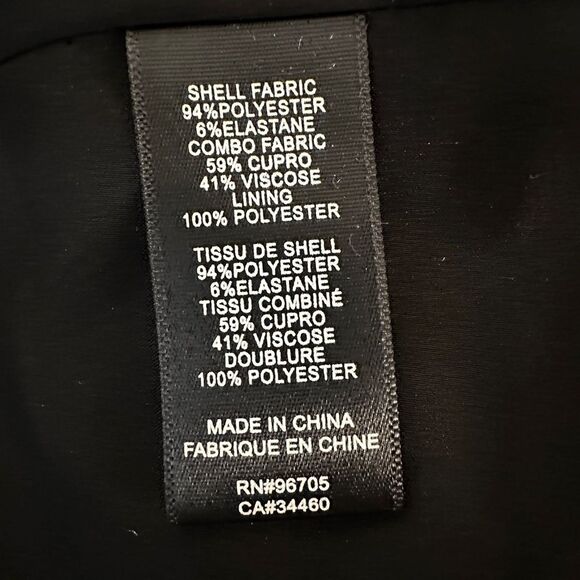 SHELL FABRIC
94%POLYESTER
6%ELASTANE
COMBO FABRIC
59% CUPRO
41% VISCOSE
LINING
100% POLYESTER
TISSU DE SHELL
94%POLYESTER
6%ELASTANE
TISSU COMBINÉ
59% CUPRO
41% VISCOSE
DOUBLURE
100% POLYESTER
MADE IN CHINA
FABRIQUE EN CHINE
RN#96705
CA#34460